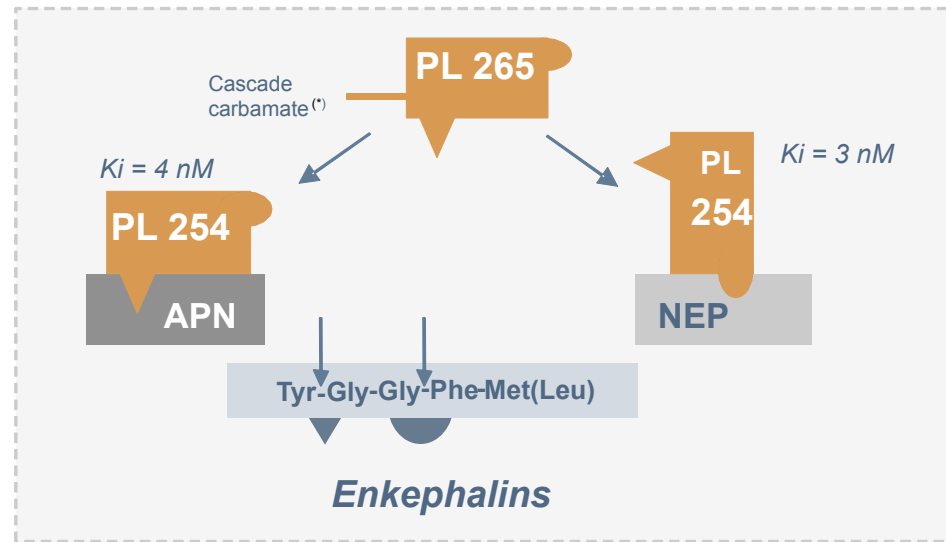 PL 265
Cascade
carbamate (*)
Ki = 4 nM
PL
254
Ki = 3 nM
PL 254
APN
NEP
Tyr-Gly-Gly-Phe-Met(Leu)
Enkephalins